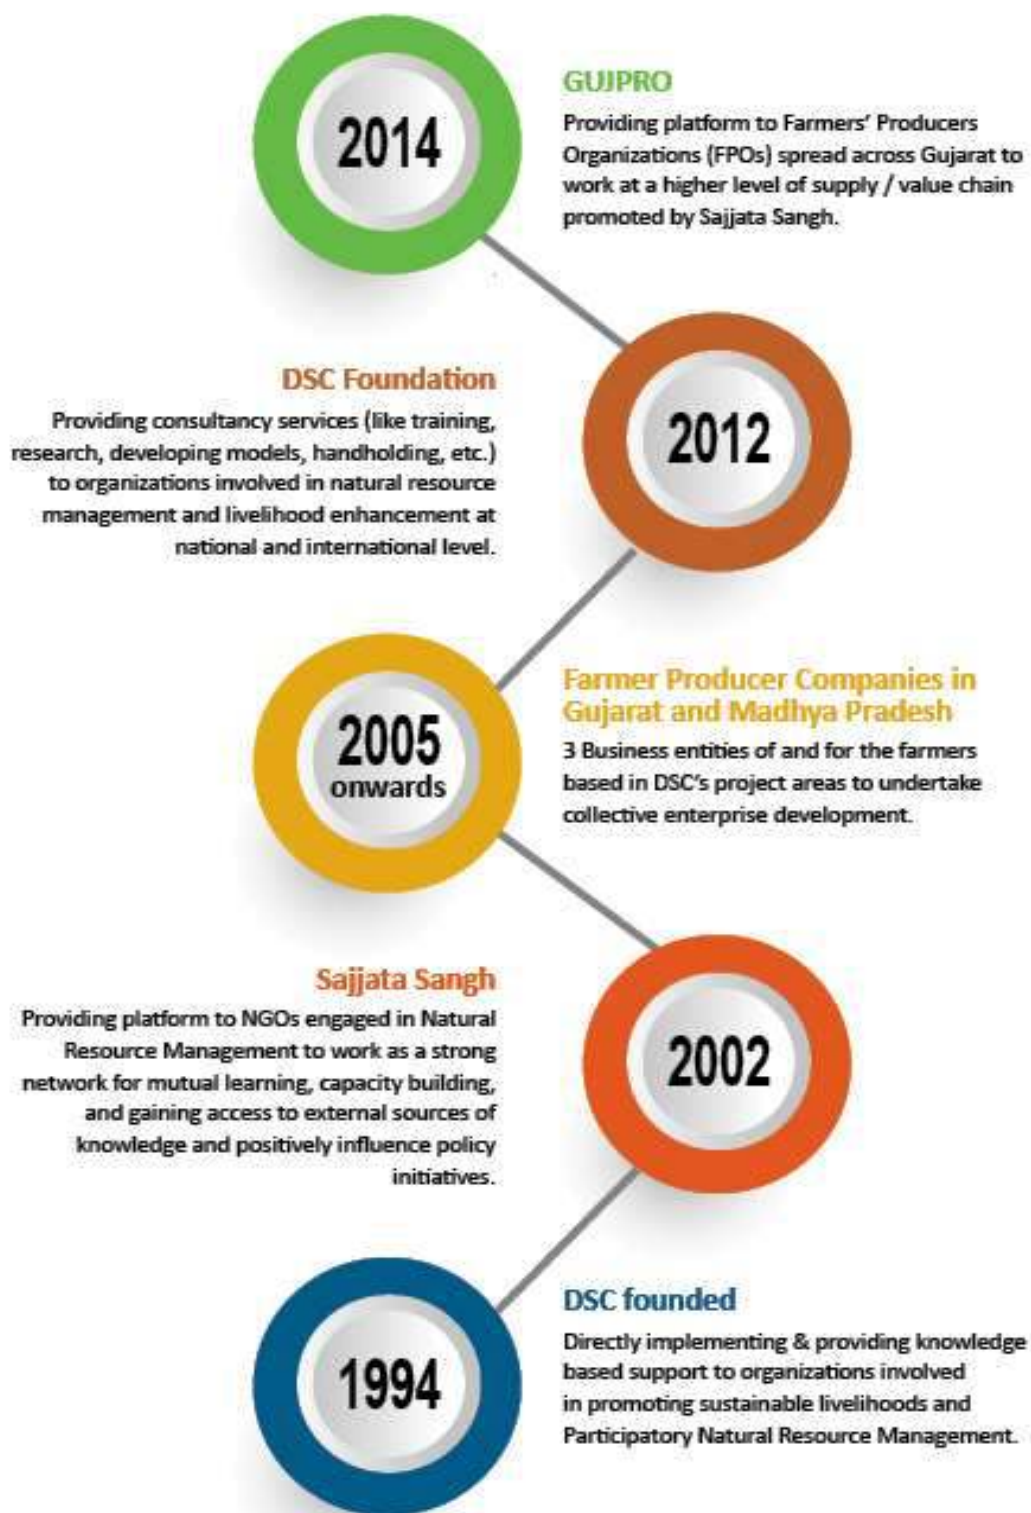 2014
GUJPRO
Providing platform to Farmers' Producers
Organizations (FPOs) spread across Gujarat to
work at a higher level of supply / value chain
promoted by Sajjata Sangh.
DSC Foundation
Providing consultancy services (like training,
research, developing models, handholding, etc.)
to organizations involved in natural resource
management and livelihood enhancement at
national and international level.
2012
2005
onwards
Farmer Producer Companies in
Gujarat and Madhya Pradesh
3 Business entities of and for the farmers
based in DSC's project areas to undertake
collective enterprise development.
Sajjata Sangh
Providing platform to NGOs engaged in Natural
Resource Management to work as a strong
network for mutual learning, capacity building,
and gaining access to external sources of
knowledge and positively influence policy
initiatives.
2002
1994
DSC founded
Directly implementing & providing knowledge
based support to organizations involved
in promoting sustainable livelihoods and
Participatory Natural Resource Management.